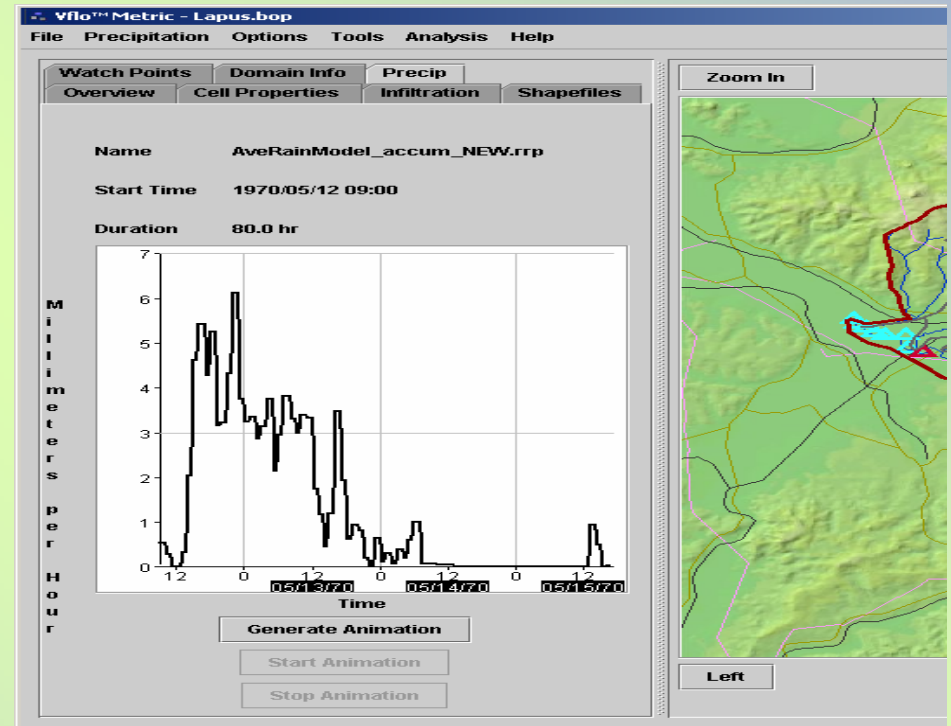 Vflo™ Metric - Lapus.bop
File Precipitation Options Tools Analysis Help
Watch Points Domain Info Precip
Overview Cell Properties Infiltration Shapefiles
Name AveRainModel_accum_NEW.rrp
Start Time 1970/05/12 09:00
Duration 80.0 hr
7
6
5
4
3
2
1
0
Millimeters per Hour
12 0 12 0 12 0 12
05/13/70 05/14/70 05/15/70
Time
Generate Animation
Start Animation
Stop Animation
Zoom In
Left